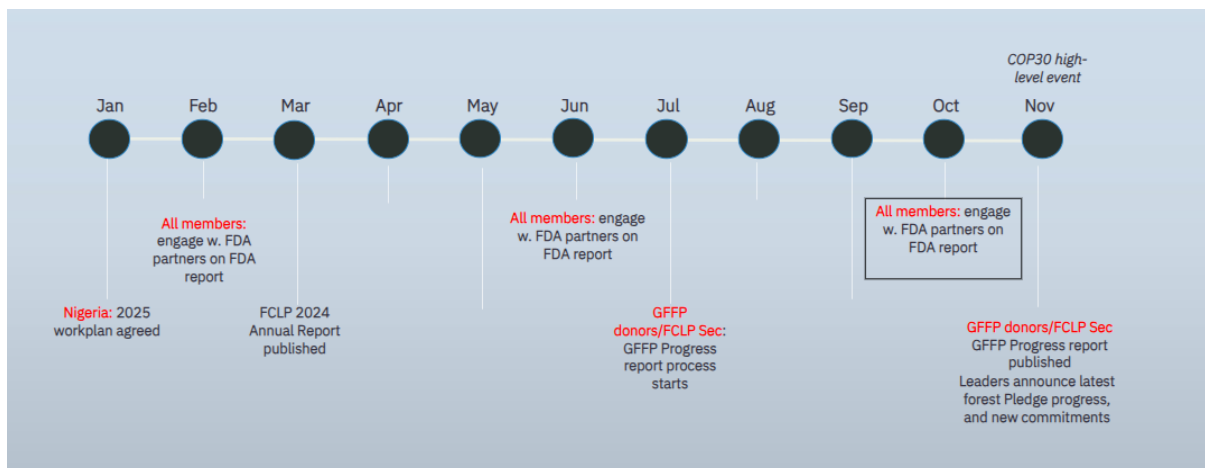 COP30 high-
level event
Jan
Feb
Mar
Apr
May
Jun
Jul
Aug
Sep
Oct
Nov
All members:
engage w. FDA
partners on FDA
report
All members: engage
w. FDA partners on
FDA report
All members: engage
w. FDA partners on
FDA report
Nigeria: 2025
workplan agreed
FCLP 2024
Annual Report
published
GFFP
donors/FCLP Sec:
GFFP Progress
report process
starts
GFFP donors/FCLP Sec
GFFP Progress report
published
Leaders announce latest
forest Pledge progress,
and new commitments